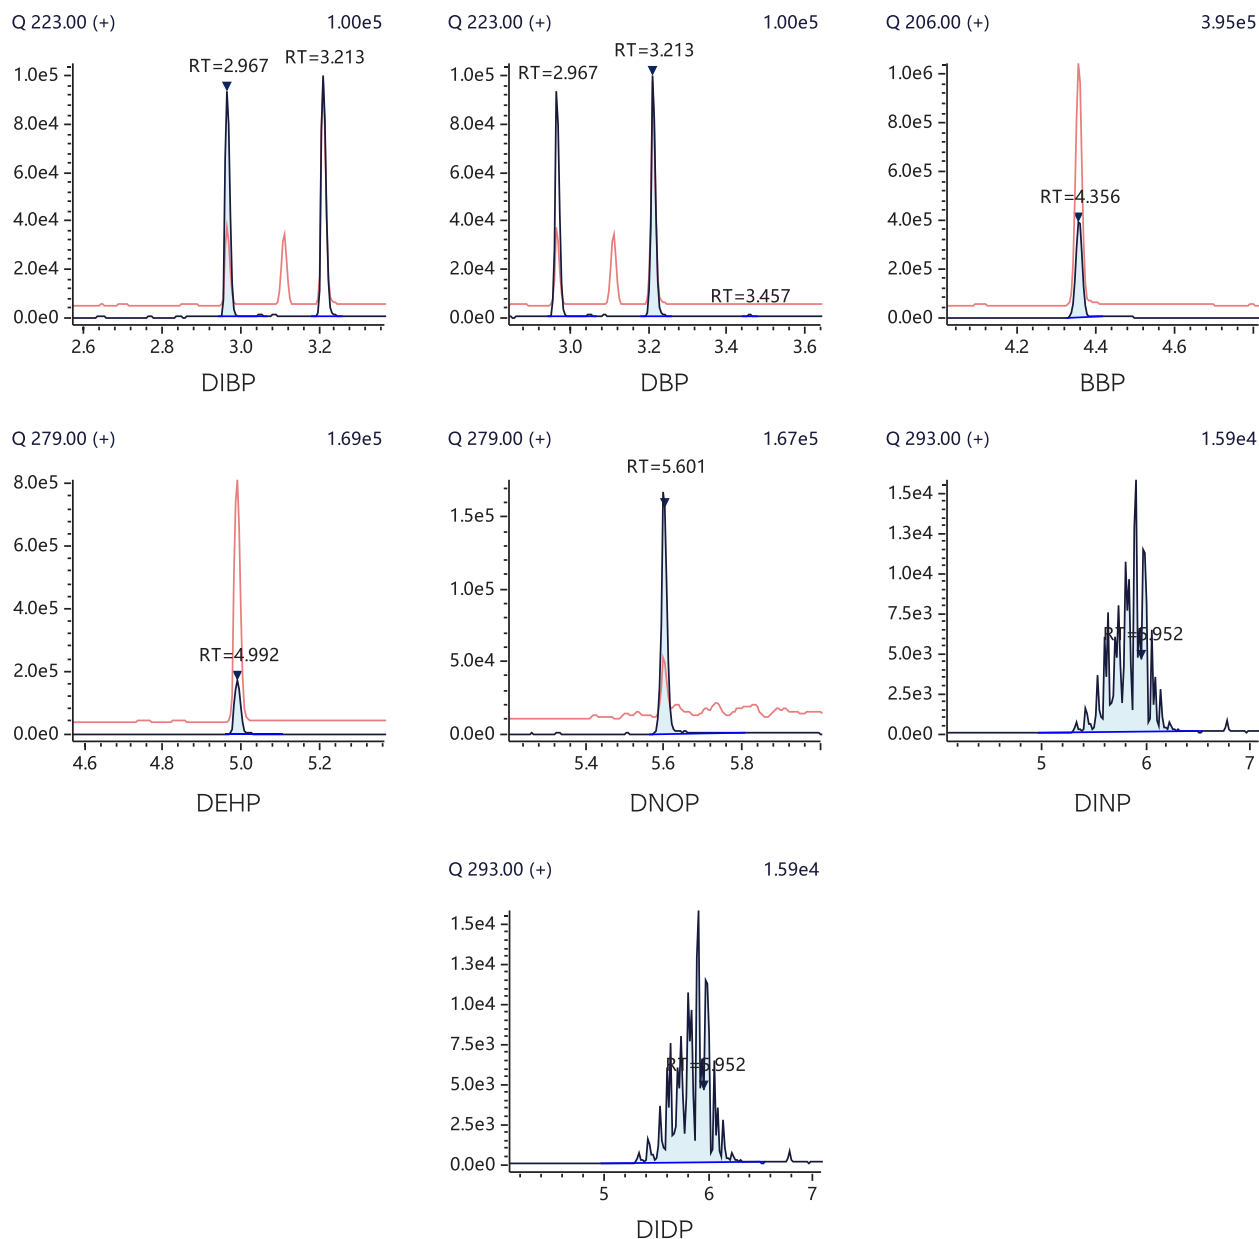 Q 223.00 (+) 1.00e5
RT=2.967 RT=3.213
1.0e5
8.0e4
6.0e4
4.0e4
2.0e4
0.0e0
2.6 2.8 3.0 3.2
DIBP
Q 223.00 (+) 1.00e5
RT=3.213
RT=2.967
1.0e5
8.0e4
6.0e4
4.0e4
RT=3.457
2.0e4
0.0e0
3.0 3.2 3.4 3.6
DBP
Q 206.00 (+) 3.95e5
1.0e6
8.0e5
6.0e5
RT=4.356
4.0e5
2.0e5
0.0e0
4.2 4.4 4.6
BBP
Q 279.00 (+) 1.69e5
8.0e5
6.0e5
4.0e5
RT=4.992
2.0e5
0.0e0
4.6 4.8 5.0 5.2
DEHP
Q 279.00 (+) 1.67e5
RT=5.601
1.5e5
1.0e5
5.0e4
0.0e0
5.4 5.6 5.8
DNOP
Q 293.00 (+) 1.59e4
1.5e4
1.3e4
1.0e4
7.5e3
RT=5.952
5.0e3
2.5e3
0.0e0
5 6 7
DINP
Q 293.00 (+) 1.59e4
1.5e4
1.3e4
1.0e4
7.5e3
RT=5.952
5.0e3
2.5e3
0.0e0
5 6 7
DIDP